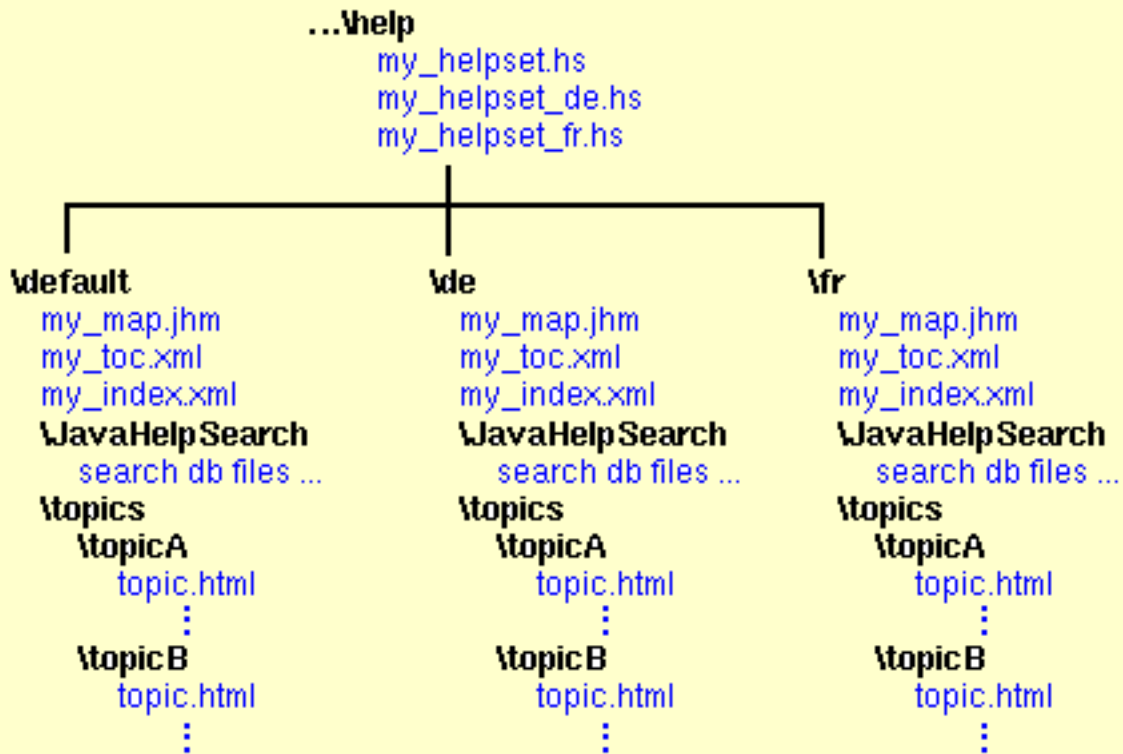 ...\help
my_helpset.hs
my_helpset_de.hs
my_helpset_fr.hs
\default
my_map.jhm
my_toc.xml
my_index.xml
\JavaHelpSearch
search db files ...
\topics
\topicA
topic.html
⋮
\topicB
topic.html
⋮
\de
my_map.jhm
my_toc.xml
my_index.xml
\JavaHelpSearch
search db files ...
\topics
\topicA
topic.html
⋮
\topicB
topic.html
⋮
\fr
my_map.jhm
my_toc.xml
my_index.xml
\JavaHelpSearch
search db files ...
\topics
\topicA
topic.html
⋮
\topicB
topic.html
⋮